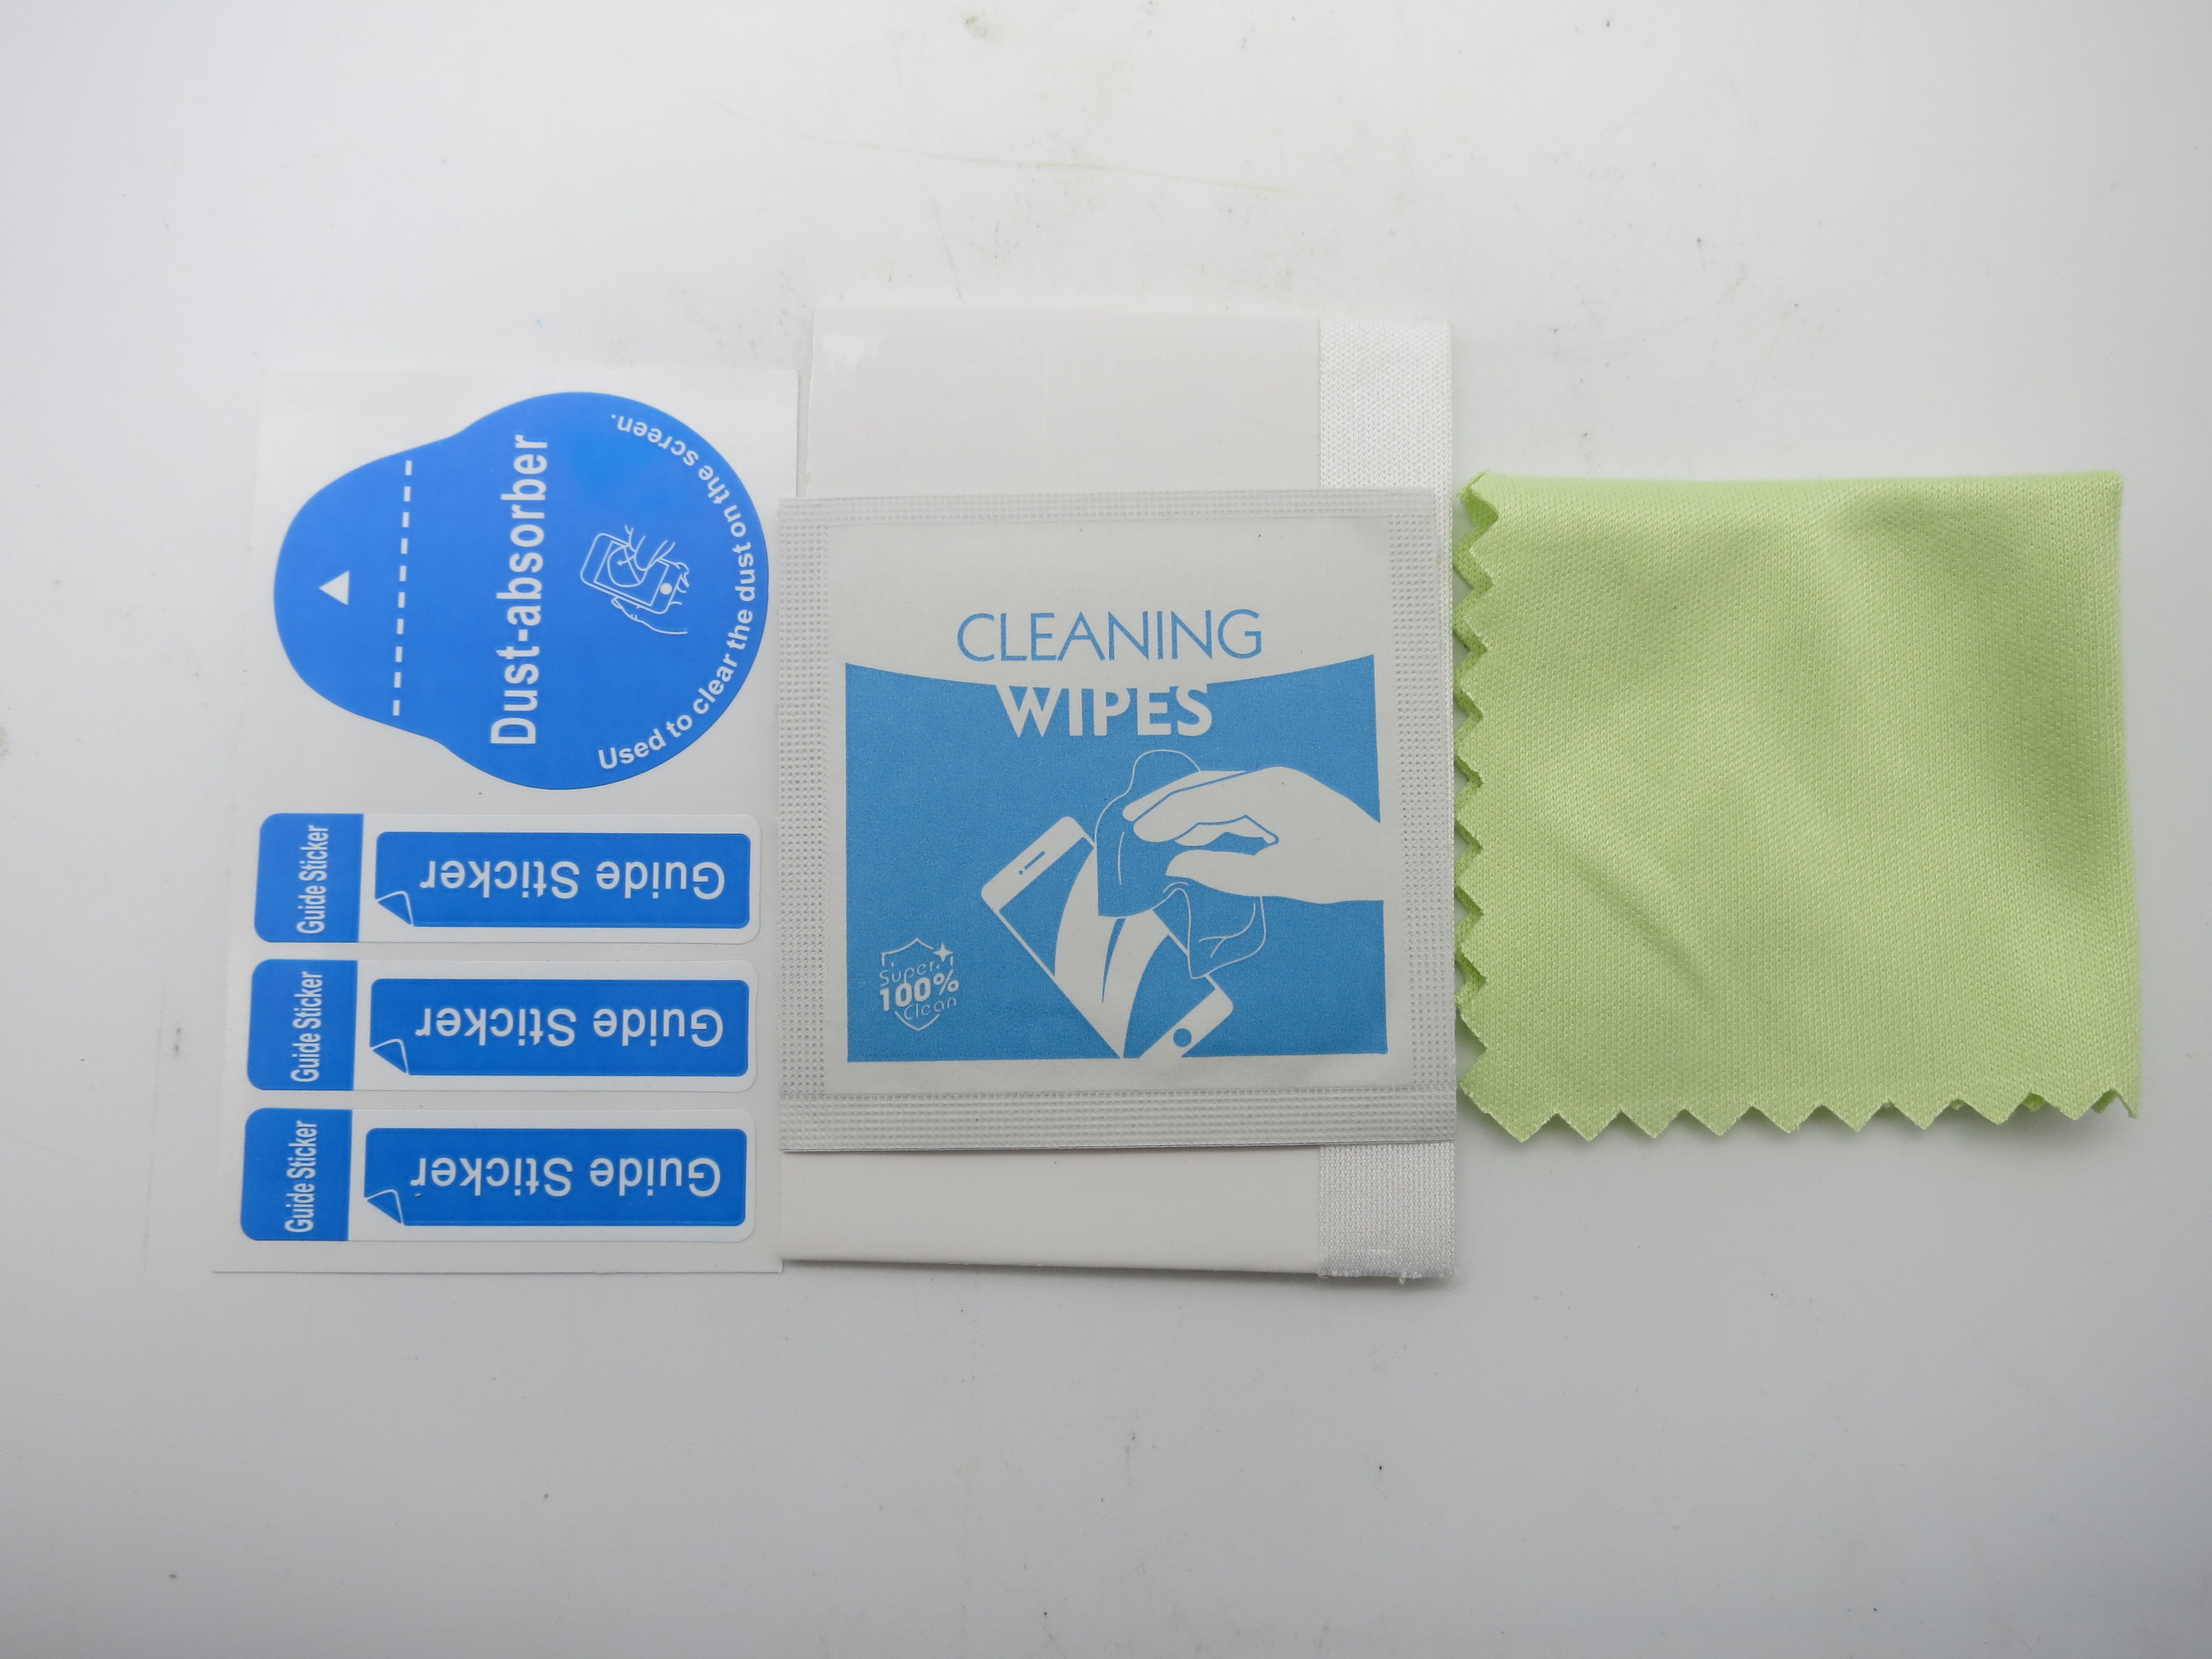 Dust-absorber
Used to clear the dust on the screen.
Guide Sticker
Guide Sticker
Guide Sticker
Guide Sticker
Guide Sticker
Guide Sticker
CLEANING
WIPES
Super
100%
Clean